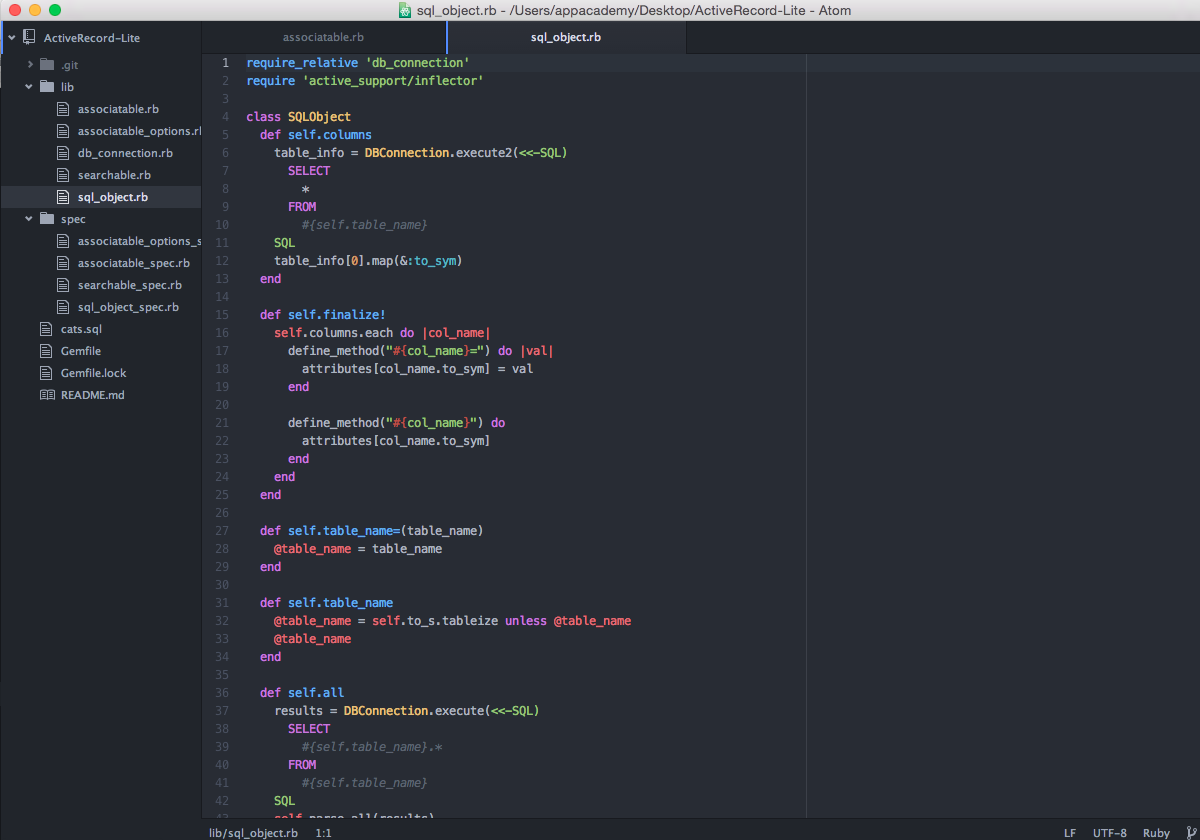 sql_object.rb - /Users/appacademy/Desktop/ActiveRecord-Lite - Atom
ActiveRecord-Lite
.git
lib
associatable.rb
associatable_options.rl
db_connection.rb
searchable.rb
sql_object.rb
spec
associatable_options_s
associatable_spec.rb
searchable_spec.rb
sql_object_spec.rb
cats.sql
Gemfile
Gemfile.lock
README.md
associatable.rb
sql_object.rb
1 require_relative 'db_connection'
2 require 'active_support/inflector'
3
4 class SQLObject
5   def self.columns
6     table_info = DBConnection.execute2(<<-SQL)
7       SELECT
8         *
9       FROM
10         #{self.table_name}
11     SQL
12     table_info[0].map(&:to_sym)
13   end
14
15   def self.finalize!
16     self.columns.each do |col_name|
17       define_method("#{col_name}=") do |val|
18         attributes[col_name.to_sym] = val
19       end
20
21       define_method("#{col_name}") do
22         attributes[col_name.to_sym]
23       end
24     end
25   end
26
27   def self.table_name=(table_name)
28     @table_name = table_name
29   end
30
31   def self.table_name
32     @table_name = self.to_s.tableize unless @table_name
33     @table_name
34   end
35
36   def self.all
37     results = DBConnection.execute(<<-SQL)
38       SELECT
39         #{self.table_name}.*
40       FROM
41         #{self.table_name}
42     SQL
43     self.parse_all(results)
lib/sql_object.rb 1:1
LF UTF-8 Ruby